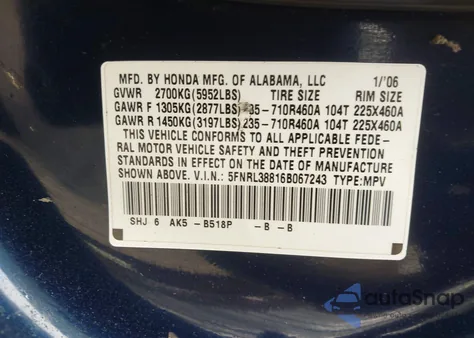 MFD. BY HONDA MFG. OF ALABAMA, LLC 1/'06
GVWR 2700KG(5952LBS) TIRE SIZE RIM SIZE
GAWR F 1305KG(2877LBS) 235-710R460A 104T 225X460A
GAWR R 1450KG(3197LBS)235-710R460A 104T 225X460A
THIS VEHICLE CONFORMS TO ALL APPLICABLE FEDE-
RAL MOTOR VEHICLE SAFETY AND THEFT PREVENTION
STANDARDS IN EFFECT ON THE DATE OF MANUFACTURE
SHOWN ABOVE. V.I.N.: 5FNRL38816B067243 TYPE:MPV
SHJ 6 AK5 -B518P -B -B
autoSnap